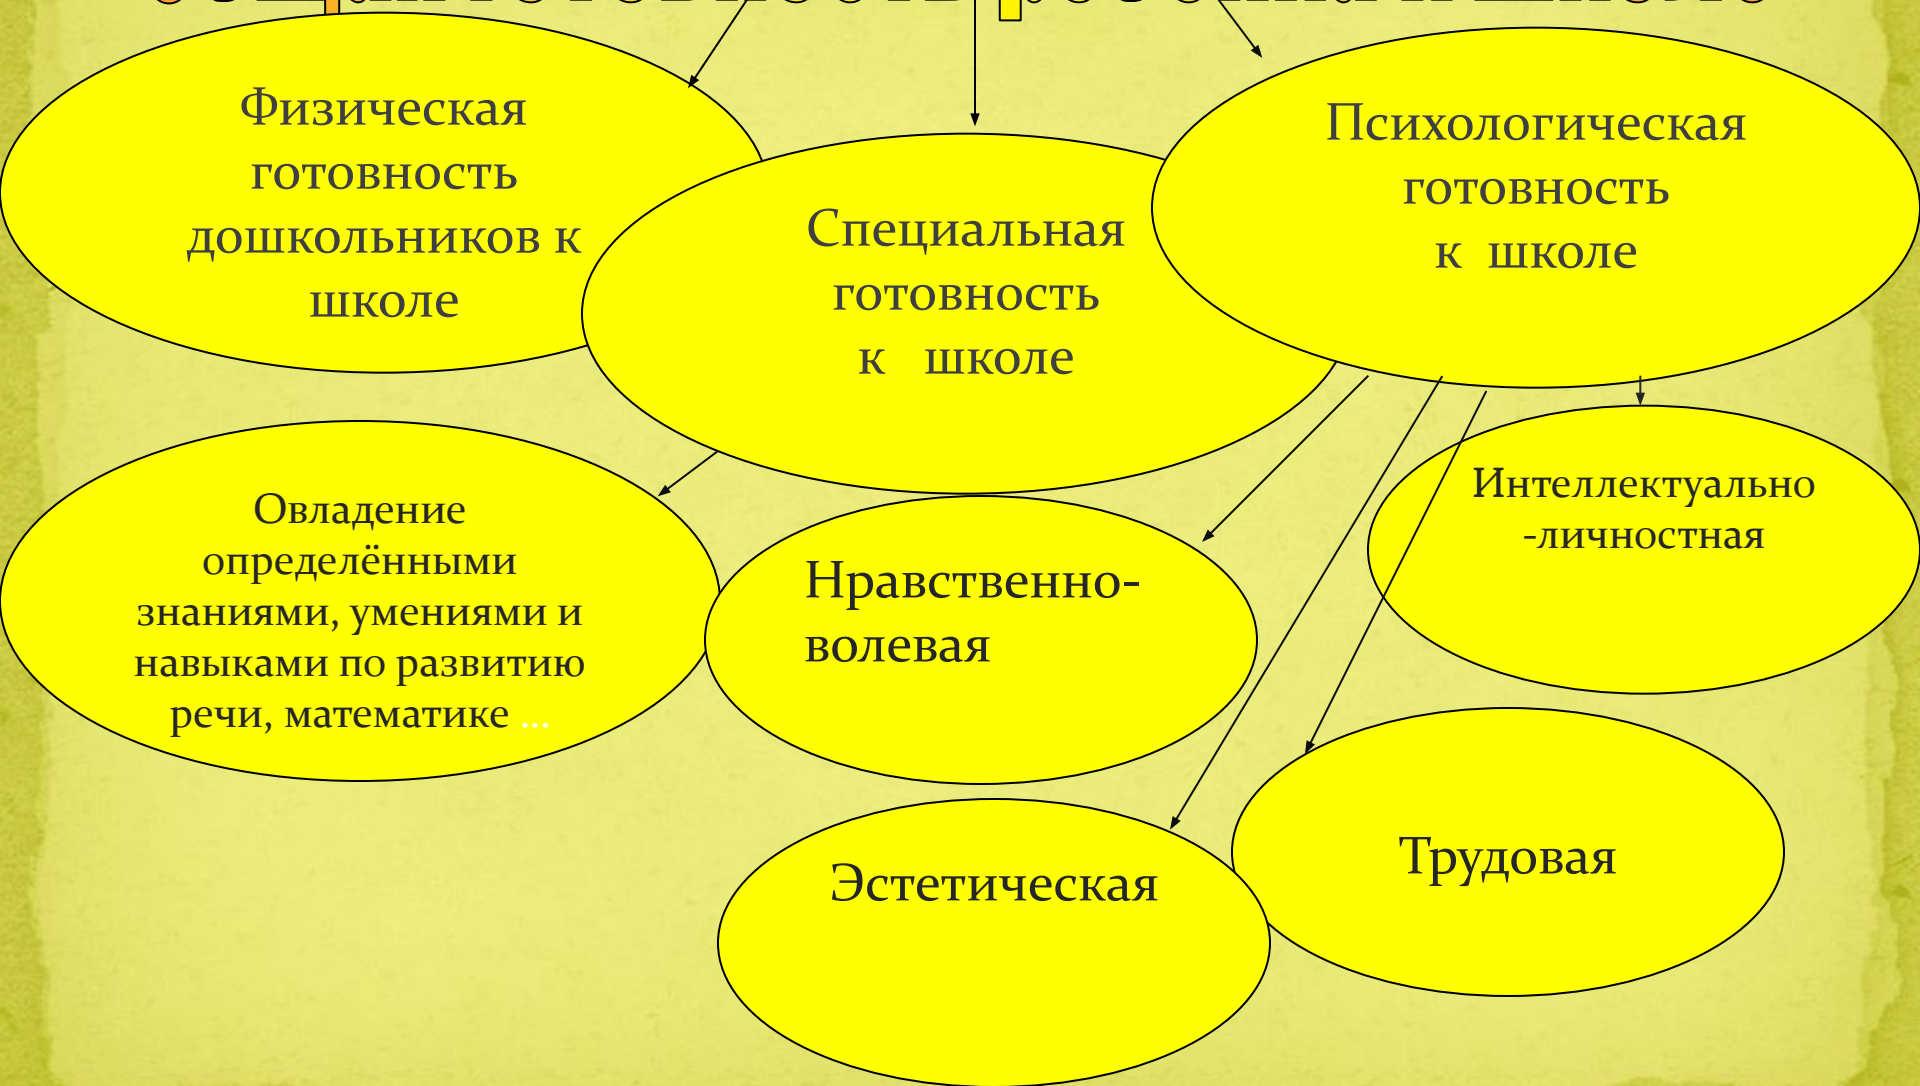 Физическая
готовность
дошкольников к
школе
Специальная
готовность
к школе
Психологическая
готовность
к школе
Овладение
определёнными
знаниями, умениями и
навыками по развитию
речи, математике ...
Нравственно-
волевая
Интеллектуально
-личностная
Эстетическая
Трудовая